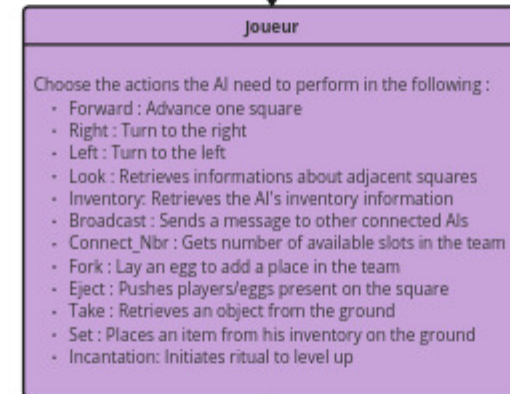 Joueur
Choose the actions the AI need to perform in the following :
- Forward : Advance one square
- Right : Turn to the right
- Left : Turn to the left
- Look : Retrieves informations about adjacent squares
- Inventory: Retrieves the AI's inventory information
- Broadcast : Sends a message to other connected AIs
- Connect_Nbr : Gets number of available slots in the team
- Fork : Lay an egg to add a place in the team
- Eject : Pushes players/eggs present on the square
- Take : Retrieves an object from the ground
- Set : Places an item from his inventory on the ground
- Incantation: Initiates ritual to level up